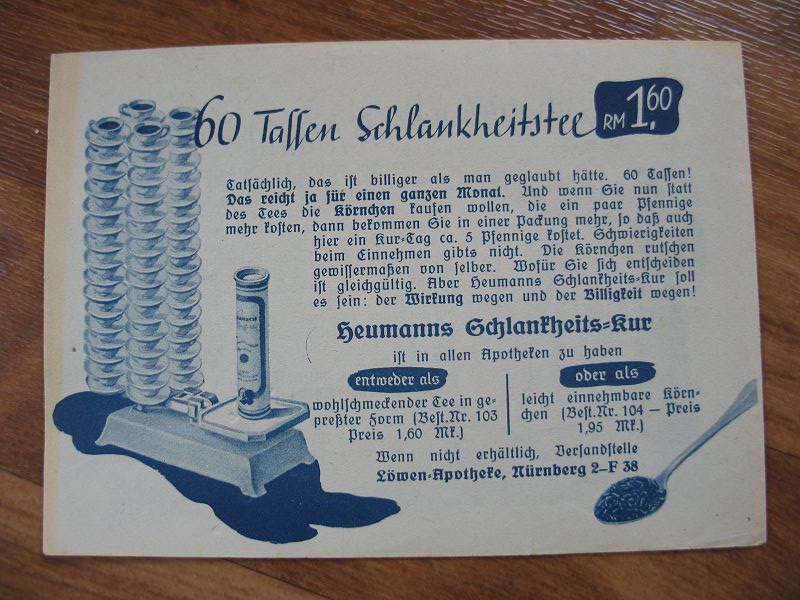 60 Tassen Schlankheitstee RM 1.60
Tatsächlich, das ist billiger als man geglaubt hätte. 60 Tassen!
Das reicht ja für einen ganzen Monat. Und wenn Sie nun statt
des Tees die Körnchen kaufen wollen, die ein paar Pfennige
mehr kosten, dann bekommen Sie in einer Packung mehr, so daß auch
hier ein Kur-Tag ca. 5 Pfennige kostet. Schwierigkeiten
beim Einnehmen gibts nicht. Die Körnchen rutschen
gewissermaßen von selber. Wofür Sie sich entscheiden
ist gleichgültig. Aber Heumanns Schlankheits-Kur soll
es sein: der Wirkung wegen und der Billigkeit wegen!
Heumanns Schlankheits-Kur
ist in allen Apotheken zu haben
entweder als
wohlschmeckender Tee in ge-
preßter Form (Best.Nr. 103
Preis 1,60 Mk.)
oder als
leicht einnehmbare Körn-
chen (Best.Nr. 104 – Preis
1,95 Mk.)
Wenn nicht erhältlich, Versandstelle
Löwen-Apotheke, Nürnberg 2–F 38